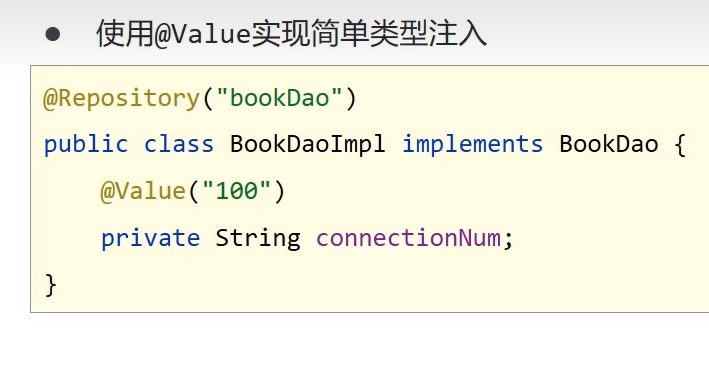 ● 使用@Value实现简单类型注入
@Repository("bookDao")
public class BookDaoImpl implements BookDao {
    @Value("100")
    private String connectionNum;
}